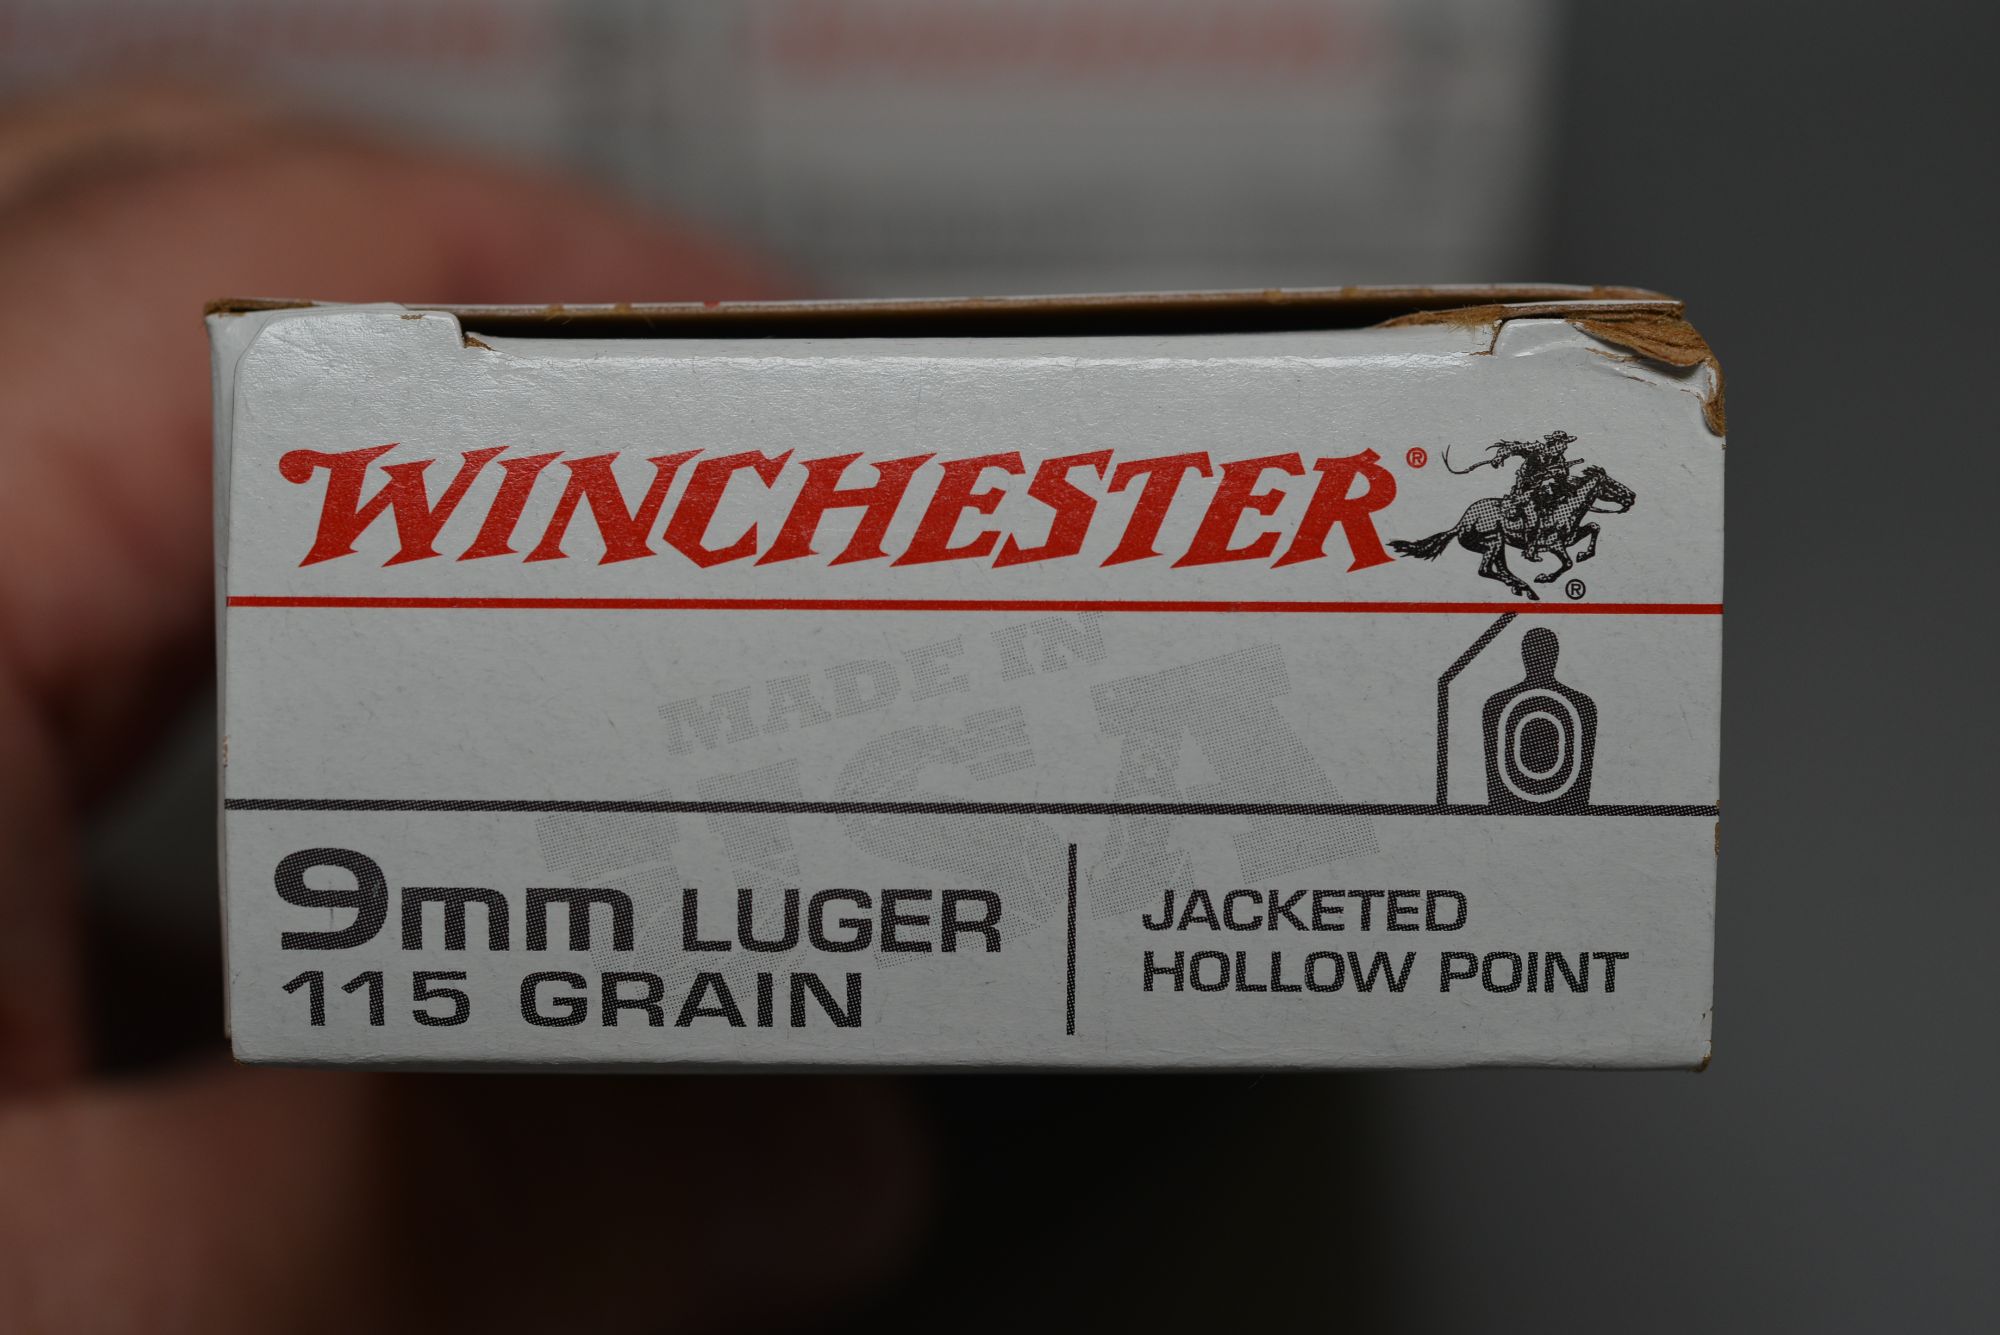 WINCHESTER®
®
MADE IN
USA
9mm LUGER
115 GRAIN
JACKETED
HOLLOW POINT